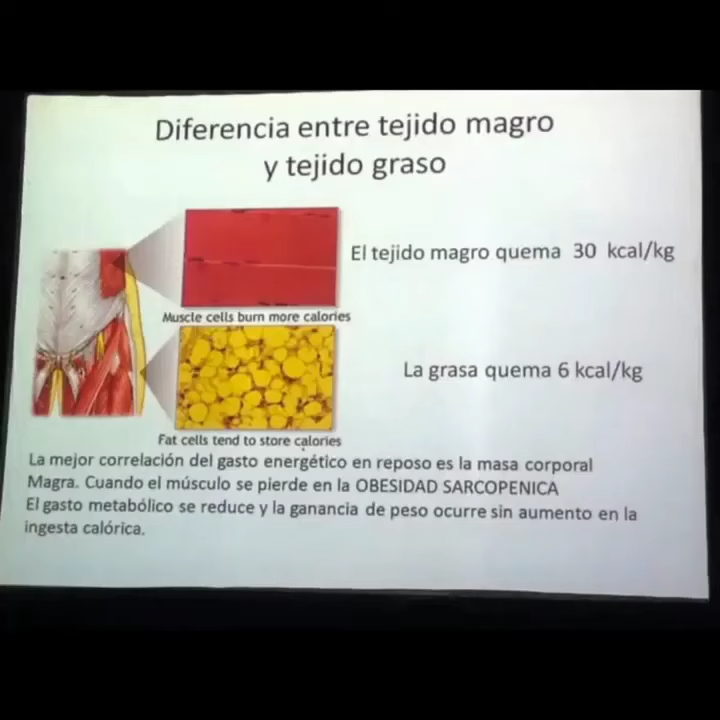 Diferencia entre tejido magro
y tejido graso
El tejido magro quema 30 kcal/kg
Muscle cells burn more calories
La grasa quema 6 kcal/kg
Fat cells tend to store calories
La mejor correlación del gasto energético en reposo es la masa corporal
Magra. Cuando el músculo se pierde en la OBESIDAD SARCOPENICA
El gasto metabólico se reduce y la ganancia de peso ocurre sin aumento en la
ingesta calórica.